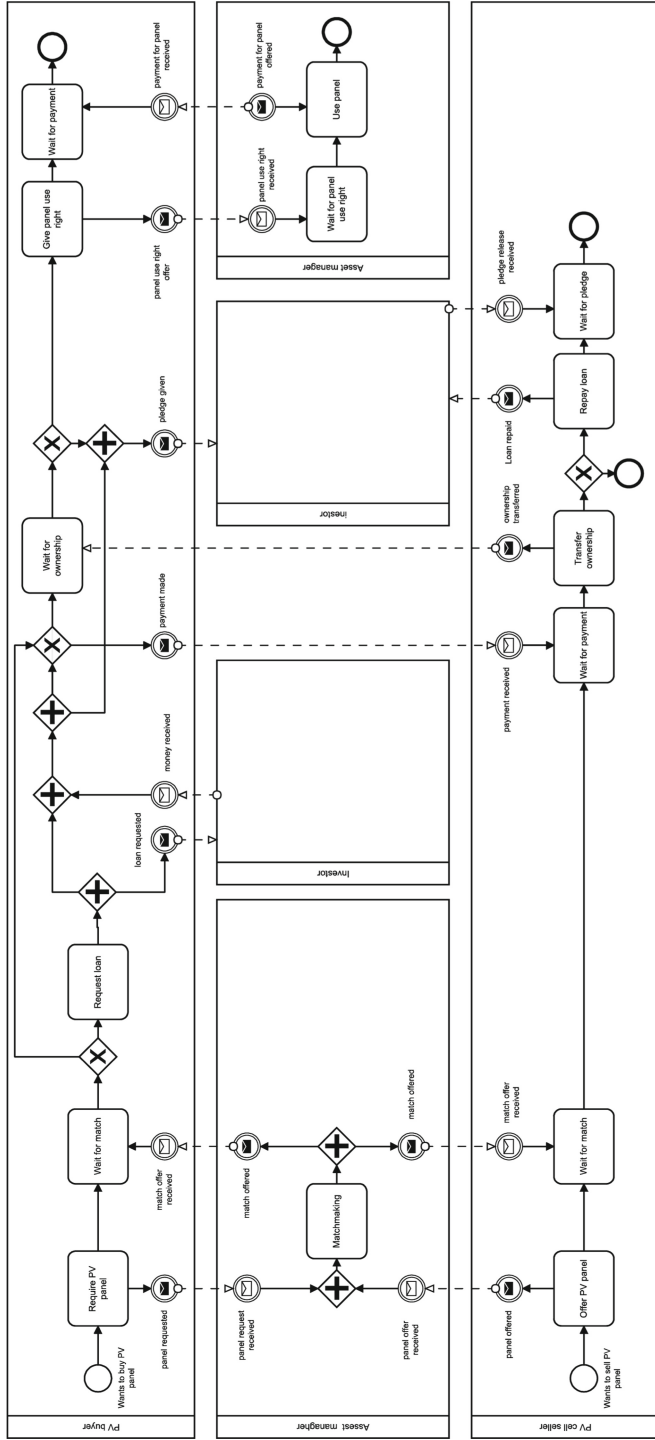 PV buyer
Wants to buy PV
panel
Require PV
panel
panel requested
Wait for match
match offer
received
Request loan
loan requested
money received
payment made
Wait for
ownership
pledge given
Give panel use
right
panel use right
offer
Wait for payment
payment for panel
received
Assest managher
panel request
received
panel offer
received
Matchmaking
match offered
match offered
Investor
inestor
Asset manager
panel use right
received
Wait for panel
use right
payment for panel
offered
Use panel
PV cell seller
Wants to sell PV
panel
Offer PV panel
panel offered
Wait for match
match offer
received
payment received
Wait for payment
Transfer
ownership
ownership
transferred
Loan repaid
Repay loan
pledge release
received
Wait for pledge